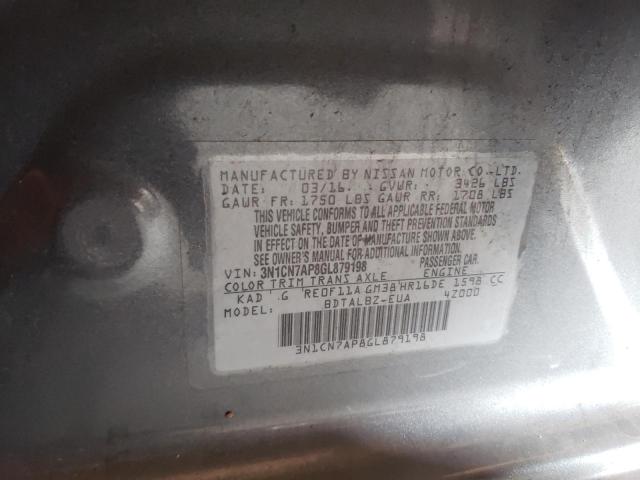 MANUFACTURED BY NISSAN MOTOR CO.,LTD.
DATE: 03/16 GVWR: 3426 LBS
GAWR FR: 1750 LBS GAWR RR: 1708 LBS
THIS VEHICLE CONFORMS TO ALL APPLICABLE FEDERAL MOTOR
VEHICLE SAFETY, BUMPER AND THEFT PREVENTION STANDARDS
IN EFFECT ON THE DATE OF MANUFACTURE SHOWN ABOVE.
SEE OWNER'S MANUAL FOR ADDITIONAL INFORMATION.
VIN: 3N1CN7AP8GL879198 PASSENGER CAR
COLOR TRIM TRANS AXLE ENGINE
KAD G RE0F11A GM38 HR16DE 1598 CC
MODEL: BDTALBZ-EUA 4Z000
3N1CN7AP8GL879198